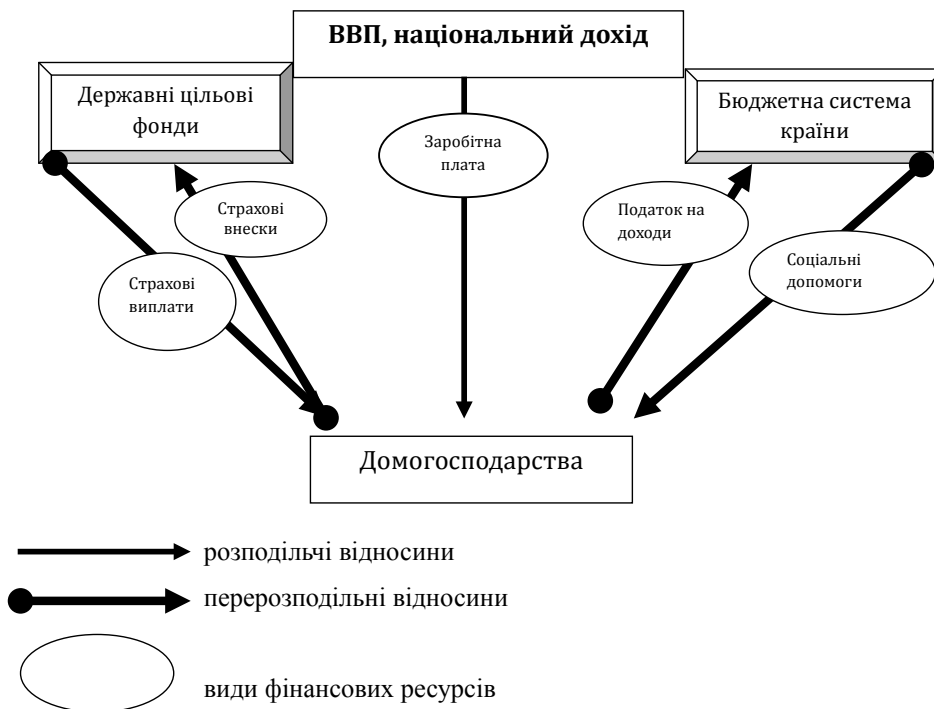 ВВП, національний дохід
Державні цільові
фонди
Бюджетна система
країни
Заробітна
плата
Страхові
внески
Податок на
доходи
Страхові
виплати
Соціальні
допомоги
Домогосподарства
розподільчі відносини
перерозподільні відносини
види фінансових ресурсів